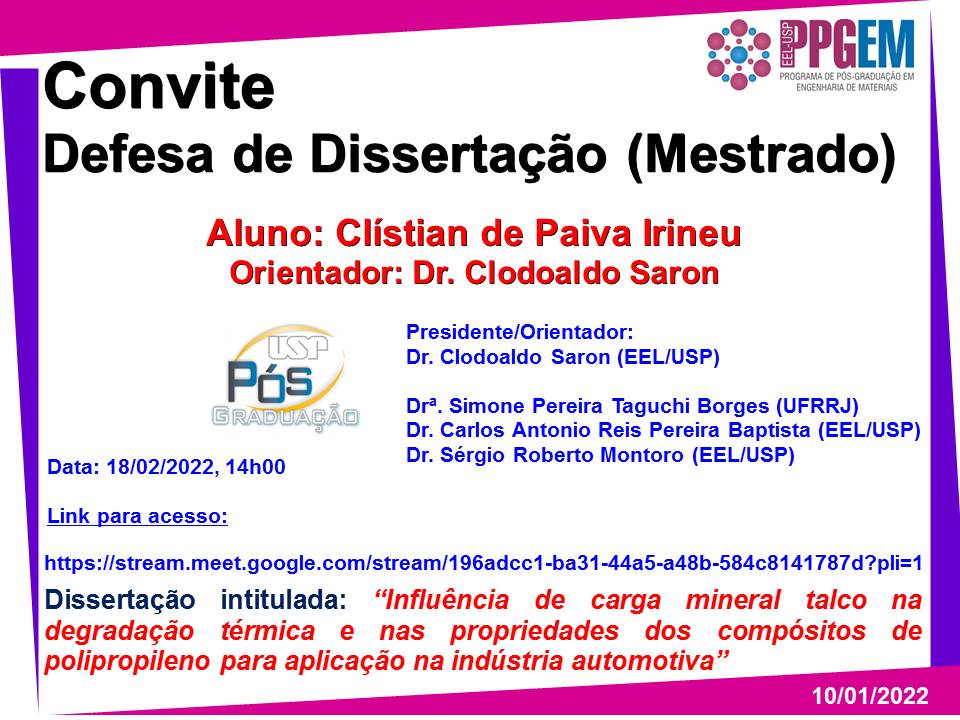 EEL-USP
PPGEM
PROGRAMA DE PÓS-GRADUAÇÃO EM
ENGENHARIA DE MATERIAIS
Convite
Defesa de Dissertação (Mestrado)
Aluno: Clístian de Paiva Irineu
Orientador: Dr. Clodoaldo Saron
USP
Pós
GRADUAÇÃO
Presidente/Orientador:
Dr. Clodoaldo Saron (EEL/USP)
Drª. Simone Pereira Taguchi Borges (UFRRJ)
Dr. Carlos Antonio Reis Pereira Baptista (EEL/USP)
Dr. Sérgio Roberto Montoro (EEL/USP)
Data: 18/02/2022, 14h00
Link para acesso:
https://stream.meet.google.com/stream/196adcc1-ba31-44a5-a48b-584c8141787d?pli=1
Dissertação intitulada: “Influência de carga mineral talco na
degradação térmica e nas propriedades dos compósitos de
polipropileno para aplicação na indústria automotiva”
10/01/2022